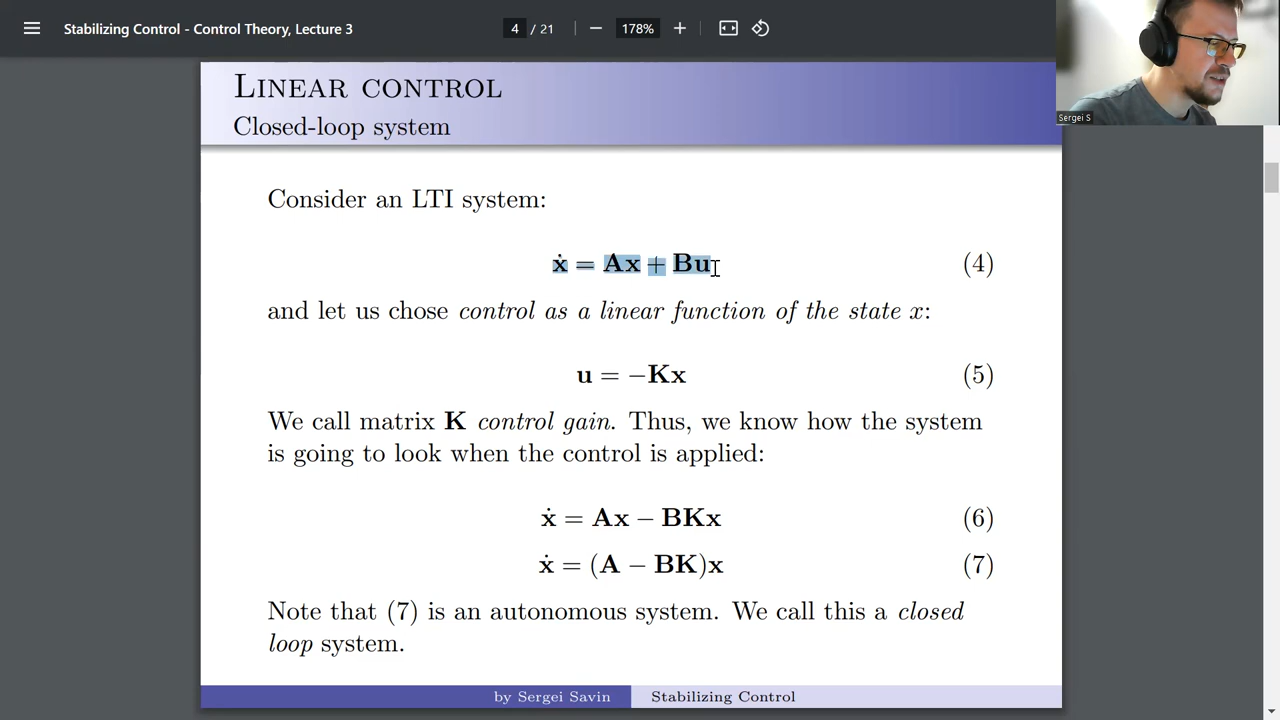 Stabilizing Control - Control Theory, Lecture 3
4 / 21
178%
Sergei S
LINEAR CONTROL
Closed-loop system
Consider an LTI system:
ẋ = Ax + Bu (4)
and let us chose control as a linear function of the state x:
u = −Kx (5)
We call matrix K control gain. Thus, we know how the system
is going to look when the control is applied:
ẋ = Ax − BKx (6)
ẋ = (A − BK)x (7)
Note that (7) is an autonomous system. We call this a closed
loop system.
by Sergei Savin Stabilizing Control